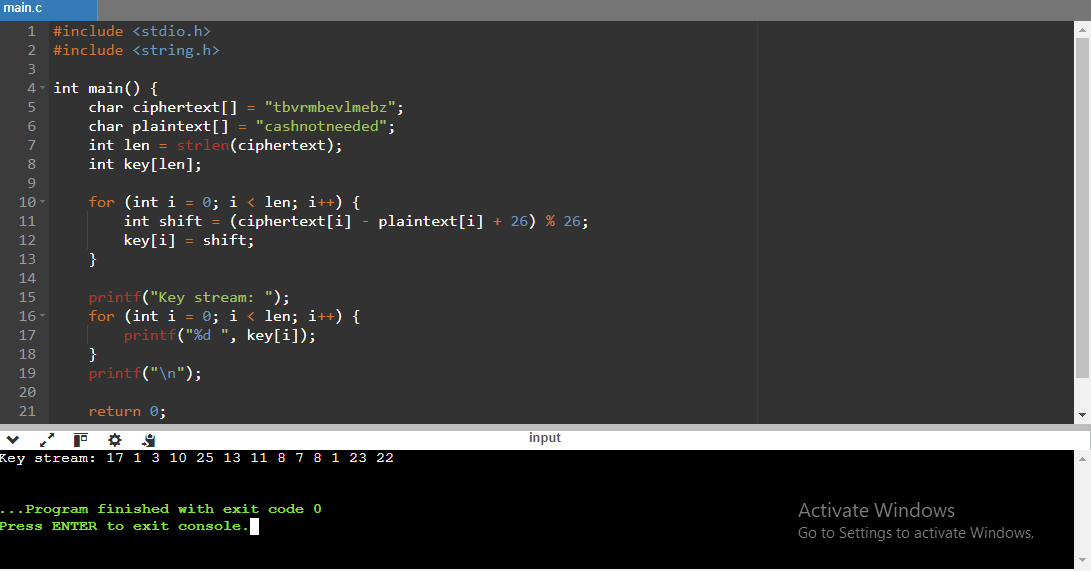 main.c
1 #include <stdio.h>
2 #include <string.h>
3
4 int main() {
5     char ciphertext[] = "tbvrmbevlmebz";
6     char plaintext[] = "cashnotneeded";
7     int len = strlen(ciphertext);
8     int key[len];
9
10     for (int i = 0; i < len; i++) {
11         int shift = (ciphertext[i] - plaintext[i] + 26) % 26;
12         key[i] = shift;
13     }
14
15     printf("Key stream: ");
16     for (int i = 0; i < len; i++) {
17         printf("%d ", key[i]);
18     }
19     printf("\n");
20
21     return 0;
input
Key stream: 17 1 3 10 25 13 11 8 7 8 1 23 22
...Program finished with exit code 0
Press ENTER to exit console.
Activate Windows
Go to Settings to activate Windows.